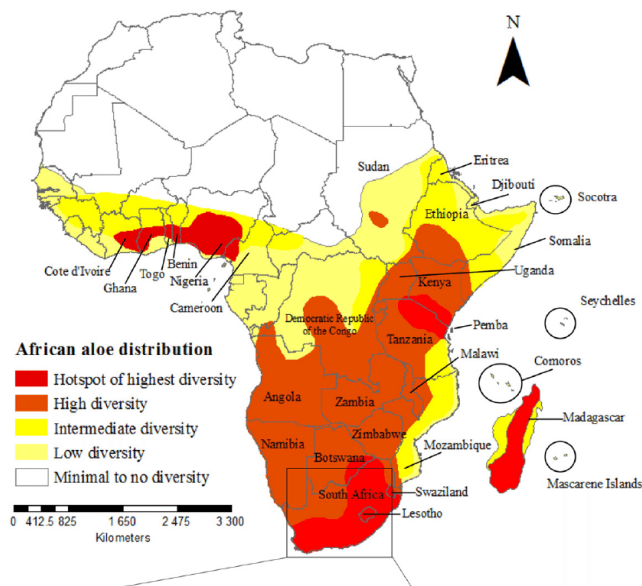 N
Sudan
Eritrea
Djibouti
Socotra
Ethiopia
Somalia
Cote d'Ivoire
Ghana
Togo
Benin
Nigeria
Cameroon
Uganda
Kenya
Seychelles
Democratic Republic
of the Congo
Tanzania
Pemba
Comoros
Malawi
Angola
Zambia
Madagascar
Zimbabwe
Namibia
Botswana
Mozambique
Mascarene Islands
South Africa
Swaziland
Lesotho
African aloe distribution
Hotspot of highest diversity
High diversity
Intermediate diversity
Low diversity
Minimal to no diversity
0 412.5 825 1 650 2 475 3 300
Kilometers